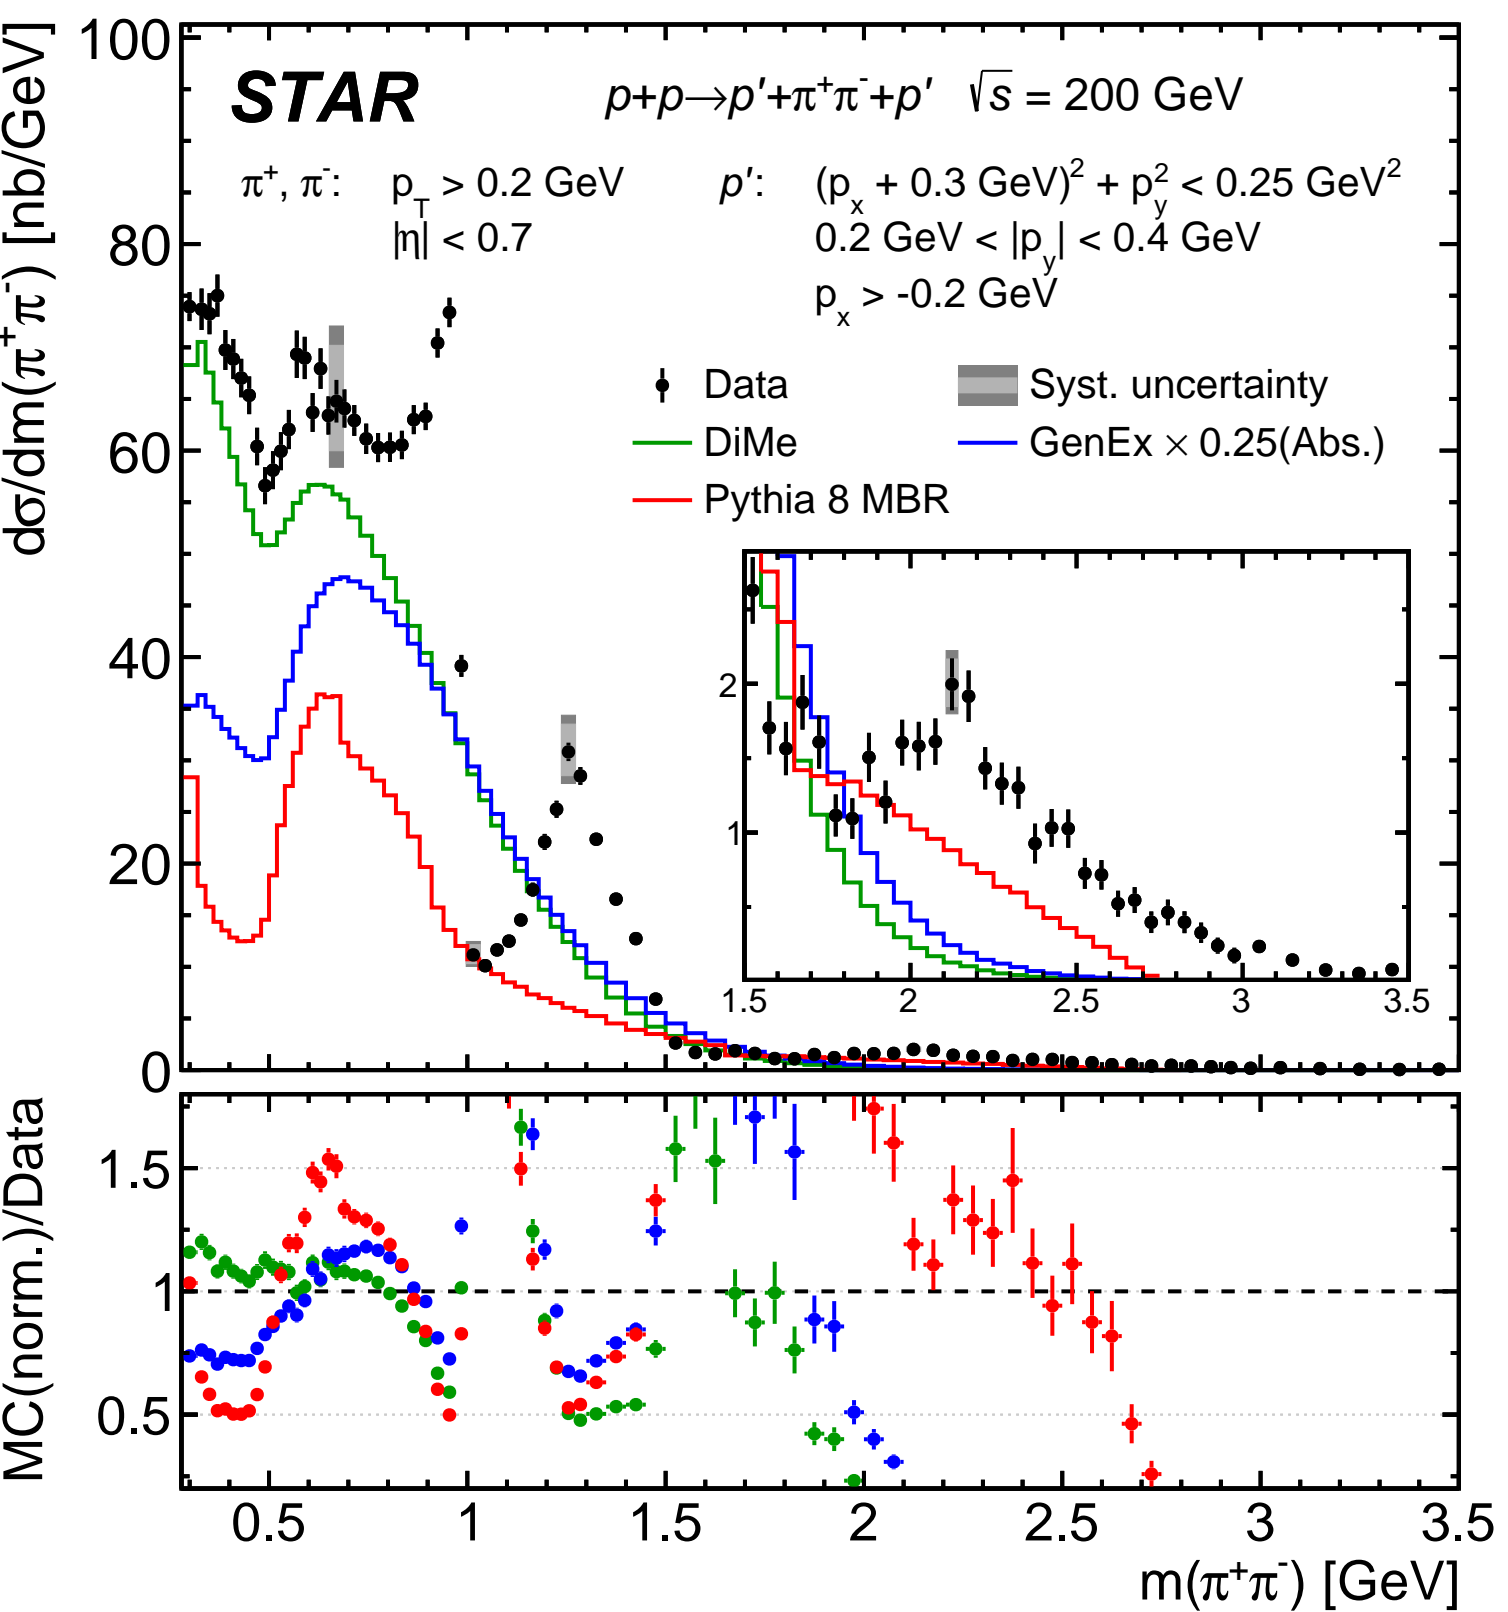 STAR
p+p→p′+π⁺π⁻+p′ √s = 200 GeV
π⁺, π⁻: p_T > 0.2 GeV
|η| < 0.7
p′: (p_x + 0.3 GeV)² + p_y² < 0.25 GeV²
0.2 GeV < |p_y| < 0.4 GeV
p_x > -0.2 GeV
Data
Syst. uncertainty
DiMe
GenEx × 0.25(Abs.)
Pythia 8 MBR
dσ/dm(π⁺π⁻) [nb/GeV]
100
80
60
40
20
0
2
1
1.5 2 2.5 3 3.5
MC(norm.)/Data
1.5
1
0.5
0.5 1 1.5 2 2.5 3 3.5
m(π⁺π⁻) [GeV]